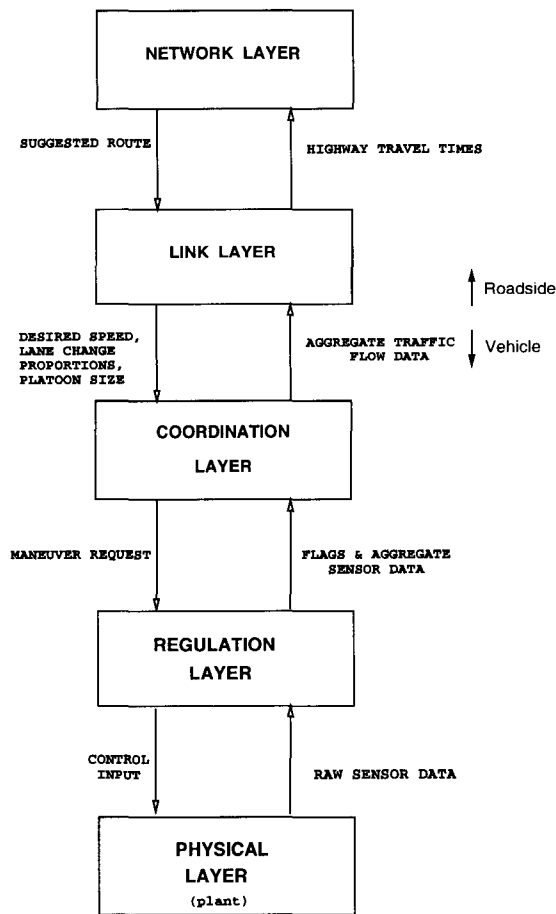 NETWORK LAYER
SUGGESTED ROUTE
HIGHWAY TRAVEL TIMES
LINK LAYER
Roadside
DESIRED SPEED,
LANE CHANGE
PROPORTIONS,
PLATOON SIZE
AGGREGATE TRAFFIC
FLOW DATA
Vehicle
COORDINATION
LAYER
MANEUVER REQUEST
FLAGS & AGGREGATE
SENSOR DATA
REGULATION
LAYER
CONTROL
INPUT
RAW SENSOR DATA
PHYSICAL
LAYER
(plant)